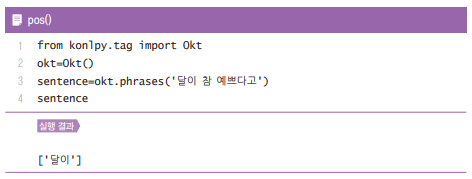 pos()
1 from konlpy.tag import Okt
2 okt=Okt()
3 sentence=okt.phrases('달이 참 예쁘다고')
4 sentence
실행 결과
['달이']